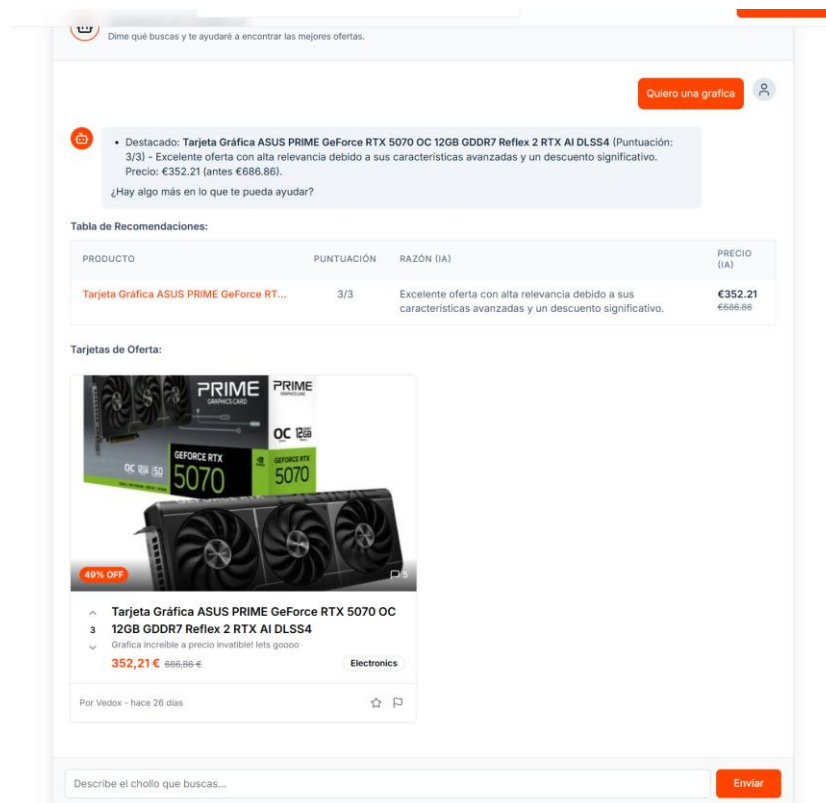 Dime qué buscas y te ayudaré a encontrar las mejores ofertas.
Quiero una grafica
• Destacado: Tarjeta Gráfica ASUS PRIME GeForce RTX 5070 OC 12GB GDDR7 Reflex 2 RTX AI DLSS4 (Puntuación:
3/3) - Excelente oferta con alta relevancia debido a sus características avanzadas y un descuento significativo.
Precio: €352.21 (antes €686.86).
¿Hay algo más en lo que te pueda ayudar?
Tabla de Recomendaciones:
PRODUCTO PUNTUACIÓN RAZÓN (IA) PRECIO
(IA)
Tarjeta Gráfica ASUS PRIME GeForce RT... 3/3 Excelente oferta con alta relevancia debido a sus €352.21
características avanzadas y un descuento significativo. €686.86
Tarjetas de Oferta:
PRIME PRIME
GRAPHICS CARD
OC 12GB
GEFORCE RTX GEFORCE RTX
5070 5070
49% OFF 5
Tarjeta Gráfica ASUS PRIME GeForce RTX 5070 OC
3 12GB GDDR7 Reflex 2 RTX AI DLSS4
Grafica increible a precio invatible! lets goooo
352,21 € 686,86 € Electronics
Por Vedox - hace 26 días
Describe el chollo que buscas...
Enviar